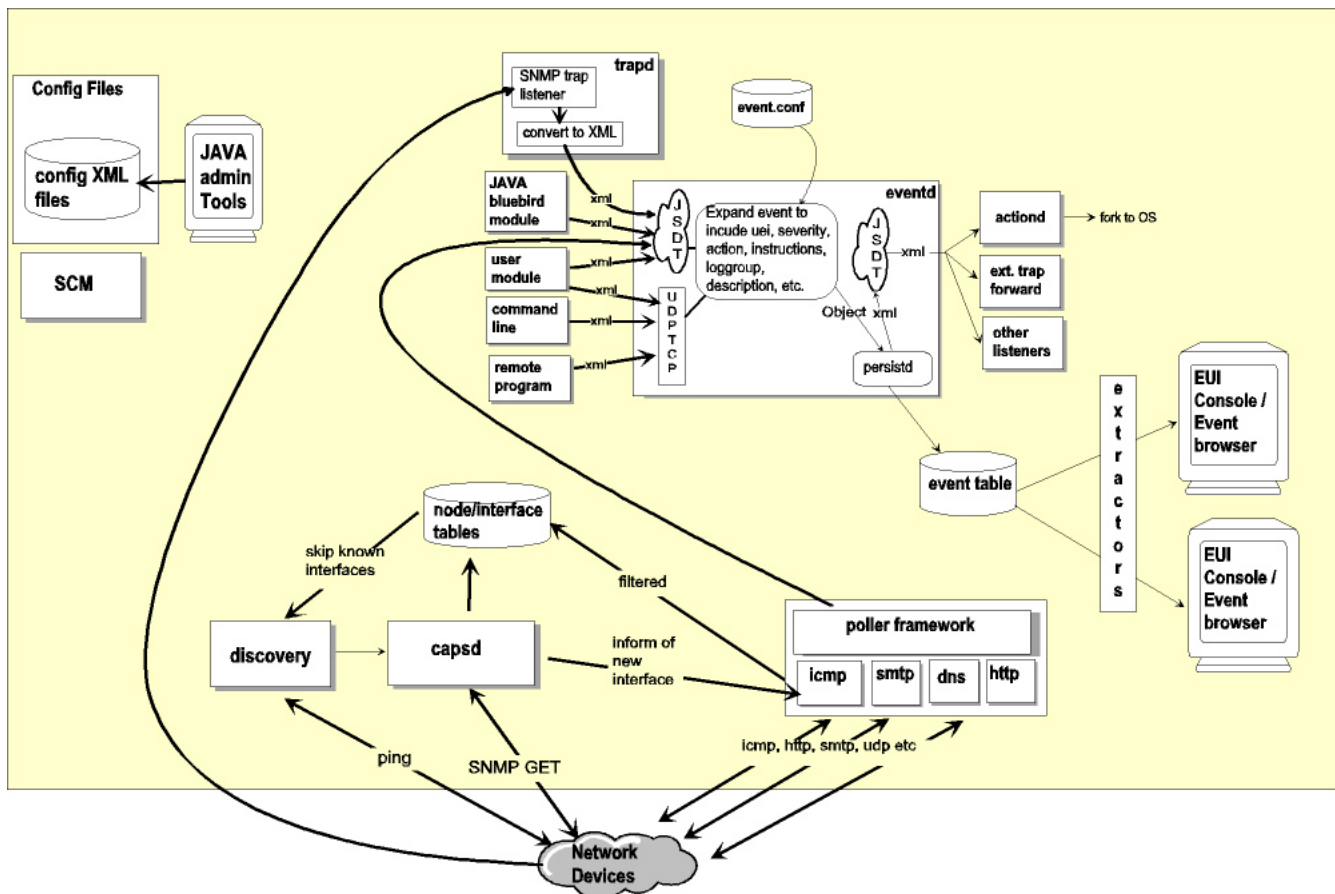 Config Files
config XML
files
JAVA
admin
Tools
SCM
trapd
SNMP trap
listener
convert to XML
event.conf
JAVA
bluebird
module
user
module
command
line
remote
program
xml
xml
xml
xml
xml
xml
eventd
JSDT
UDPTCP
Expand event to
incude uei, severity,
action, instructions,
loggroup,
description, etc.
JSDT
xml
Object
xml
persistd
actiond
fork to OS
ext. trap
forward
other
listeners
event table
extractors
EUI
Console /
Event
browser
EUI
Console /
Event
browser
node/interface
tables
skip known
interfaces
filtered
discovery
capsd
inform of
new
interface
poller framework
icmp
smtp
dns
http
ping
SNMP GET
icmp, http, smtp, udp etc
Network
Devices